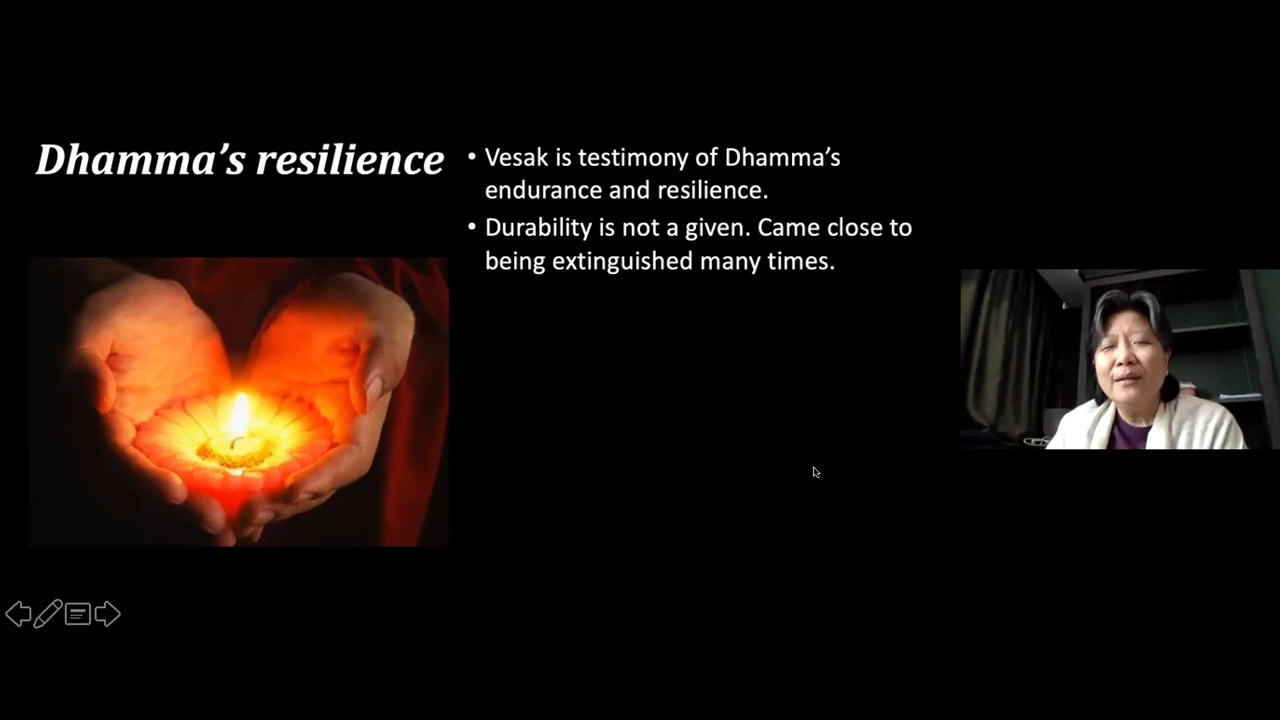 Dhamma’s resilience
• Vesak is testimony of Dhamma’s
endurance and resilience.
• Durability is not a given. Came close to
being extinguished many times.